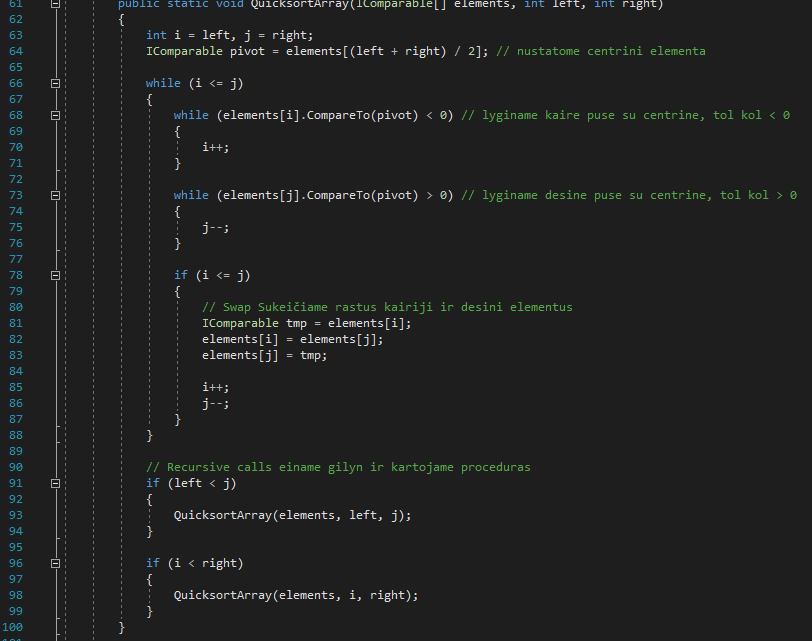 61 public static void QuicksortArray(IComparable[] elements, int left, int right)
62 {
63 int i = left, j = right;
64 IComparable pivot = elements[(left + right) / 2]; // nustatome centrini elementa
65
66 while (i <= j)
67 {
68 while (elements[i].CompareTo(pivot) < 0) // lyginame kaire puse su centrine, tol kol < 0
69 {
70 i++;
71 }
72
73 while (elements[j].CompareTo(pivot) > 0) // lyginame desine puse su centrine, tol kol > 0
74 {
75 j--;
76 }
77
78 if (i <= j)
79 {
80 // Swap Sukeičiame rastus kairiji ir desini elementus
81 IComparable tmp = elements[i];
82 elements[i] = elements[j];
83 elements[j] = tmp;
84
85 i++;
86 j--;
87 }
88 }
89
90 // Recursive calls einame gilyn ir kartojame proceduras
91 if (left < j)
92 {
93 QuicksortArray(elements, left, j);
94 }
95
96 if (i < right)
97 {
98 QuicksortArray(elements, i, right);
99 }
100 }